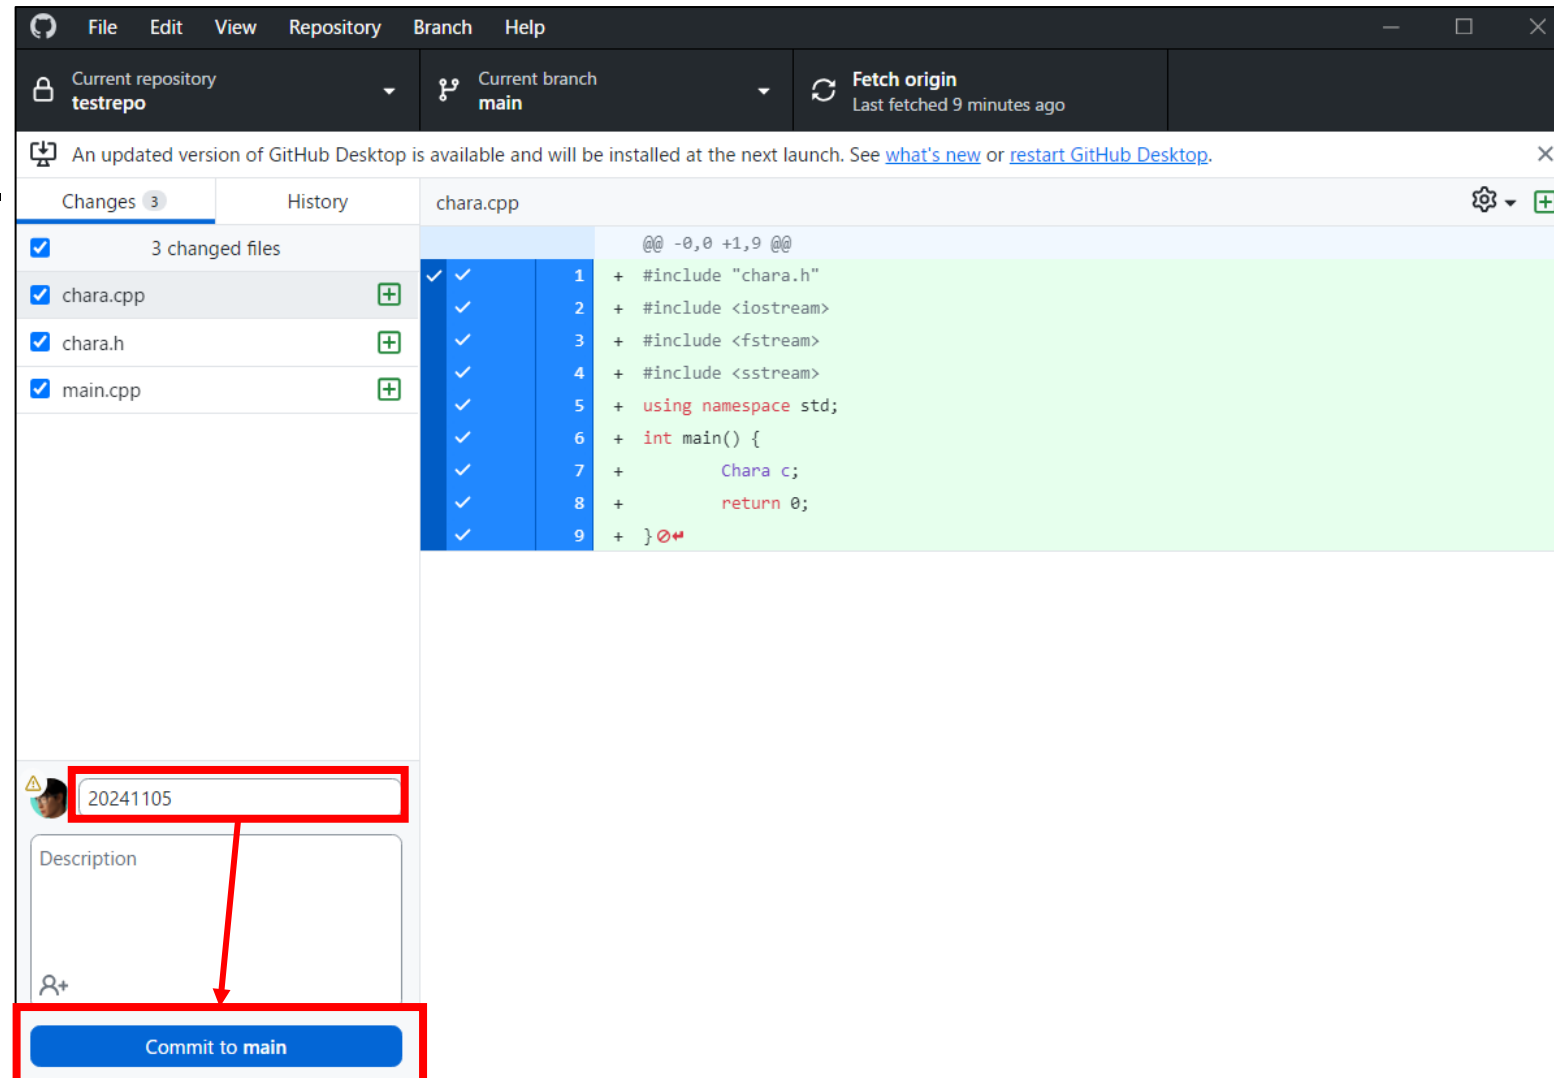 File Edit View Repository Branch Help
Current repository
testrepo
Current branch
main
Fetch origin
Last fetched 9 minutes ago
An updated version of GitHub Desktop is available and will be installed at the next launch. See what's new or restart GitHub Desktop.
Changes 3 History
3 changed files
chara.cpp
chara.h
main.cpp
chara.cpp
@@ -0,0 +1,9 @@
1 + #include "chara.h"
2 + #include <iostream>
3 + #include <fstream>
4 + #include <sstream>
5 + using namespace std;
6 + int main() {
7 + Chara c;
8 + return 0;
9 + }
20241105
Description
Commit to main